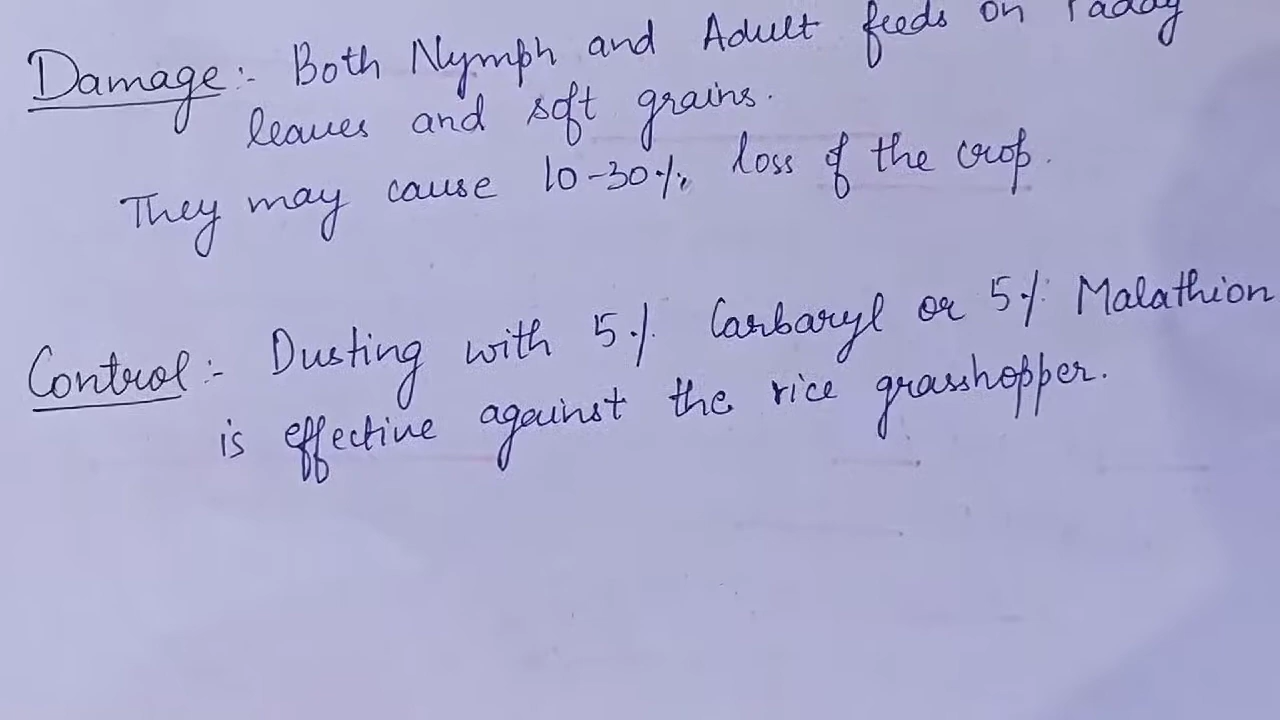 Damage:- Both Nymph and Adult feeds on Paddy
leaves and soft grains.
They may cause 10-30% loss of the crop.
Control:- Dusting with 5% Carbaryl or 5% Malathion
is effective against the rice grasshopper.